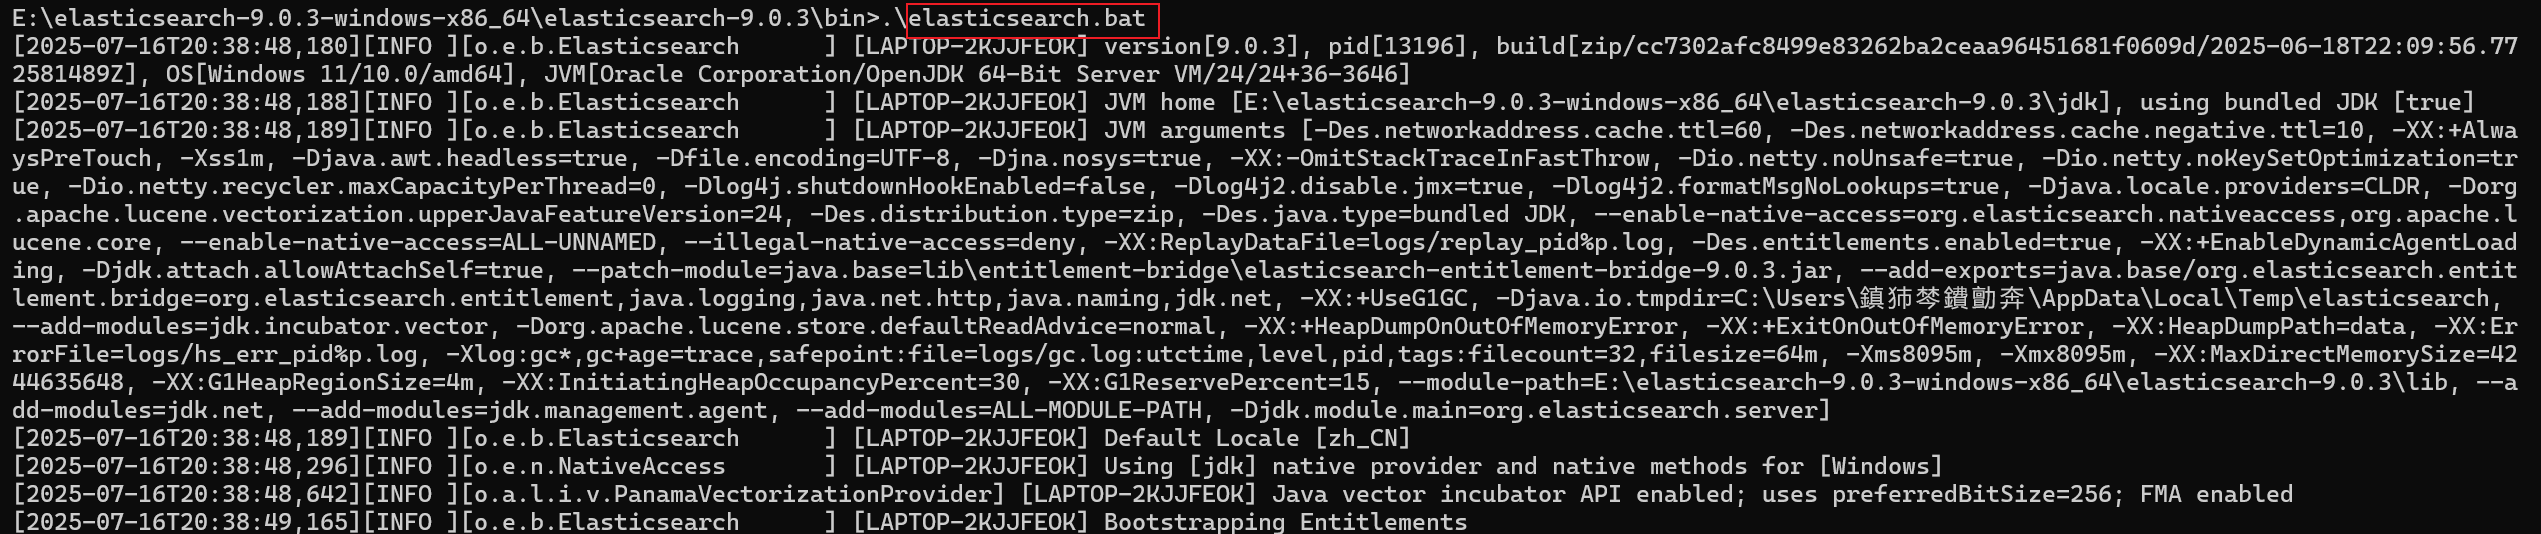 E:\elasticsearch-9.0.3-windows-x86_64\elasticsearch-9.0.3\bin>.\elasticsearch.bat
[2025-07-16T20:38:48,180][INFO ][o.e.b.Elasticsearch      ] [LAPTOP-2KJJFEOK] version[9.0.3], pid[13196], build[zip/cc7302afc8499e83262ba2ceaa96451681f0609d/2025-06-18T22:09:56.77
2581489Z], OS[Windows 11/10.0/amd64], JVM[Oracle Corporation/OpenJDK 64-Bit Server VM/24/24+36-3646]
[2025-07-16T20:38:48,188][INFO ][o.e.b.Elasticsearch      ] [LAPTOP-2KJJFEOK] JVM home [E:\elasticsearch-9.0.3-windows-x86_64\elasticsearch-9.0.3\jdk], using bundled JDK [true]
[2025-07-16T20:38:48,189][INFO ][o.e.b.Elasticsearch      ] [LAPTOP-2KJJFEOK] JVM arguments [-Des.networkaddress.cache.ttl=60, -Des.networkaddress.cache.negative.ttl=10, -XX:+Alwa
ysPreTouch, -Xss1m, -Djava.awt.headless=true, -Dfile.encoding=UTF-8, -Djna.nosys=true, -XX:-OmitStackTraceInFastThrow, -Dio.netty.noUnsafe=true, -Dio.netty.noKeySetOptimization=tr
ue, -Dio.netty.recycler.maxCapacityPerThread=0, -Dlog4j.shutdownHookEnabled=false, -Dlog4j2.disable.jmx=true, -Dlog4j2.formatMsgNoLookups=true, -Djava.locale.providers=CLDR, -Dorg
.apache.lucene.vectorization.upperJavaFeatureVersion=24, -Des.distribution.type=zip, -Des.java.type=bundled JDK, --enable-native-access=org.elasticsearch.nativeaccess,org.apache.l
ucene.core, --enable-native-access=ALL-UNNAMED, --illegal-native-access=deny, -XX:ReplayDataFile=logs/replay_pid%p.log, -Des.entitlements.enabled=true, -XX:+EnableDynamicAgentLoad
ing, -Djdk.attach.allowAttachSelf=true, --patch-module=java.base=lib\entitlement-bridge\elasticsearch-entitlement-bridge-9.0.3.jar, --add-exports=java.base/org.elasticsearch.entit
lement.bridge=org.elasticsearch.entitlement,java.logging,java.net.http,java.naming,jdk.net, -XX:+UseG1GC, -Djava.io.tmpdir=C:\Users\\AppData\Local\Temp\elasticsearch,
--add-modules=jdk.incubator.vector, -Dorg.apache.lucene.store.defaultReadAdvice=normal, -XX:+HeapDumpOnOutOfMemoryError, -XX:+ExitOnOutOfMemoryError, -XX:HeapDumpPath=data, -XX:Er
rorFile=logs/hs_err_pid%p.log, -Xlog:gc*,gc+age=trace,safepoint:file=logs/gc.log:utctime,level,pid,tags:filecount=32,filesize=64m, -Xms8095m, -Xmx8095m, -XX:MaxDirectMemorySize=42
44635648, -XX:G1HeapRegionSize=4m, -XX:InitiatingHeapOccupancyPercent=30, -XX:G1ReservePercent=15, --module-path=E:\elasticsearch-9.0.3-windows-x86_64\elasticsearch-9.0.3\lib, --a
dd-modules=jdk.net, --add-modules=jdk.management.agent, --add-modules=ALL-MODULE-PATH, -Djdk.module.main=org.elasticsearch.server]
[2025-07-16T20:38:48,189][INFO ][o.e.b.Elasticsearch      ] [LAPTOP-2KJJFEOK] Default Locale [zh_CN]
[2025-07-16T20:38:48,296][INFO ][o.e.n.NativeAccess       ] [LAPTOP-2KJJFEOK] Using [jdk] native provider and native methods for [Windows]
[2025-07-16T20:38:48,642][INFO ][o.a.l.i.v.PanamaVectorizationProvider] [LAPTOP-2KJJFEOK] Java vector incubator API enabled; uses preferredBitSize=256; FMA enabled
[2025-07-16T20:38:49,165][INFO ][o.e.b.Elasticsearch      ] [LAPTOP-2KJJFEOK] Bootstrapping Entitlements